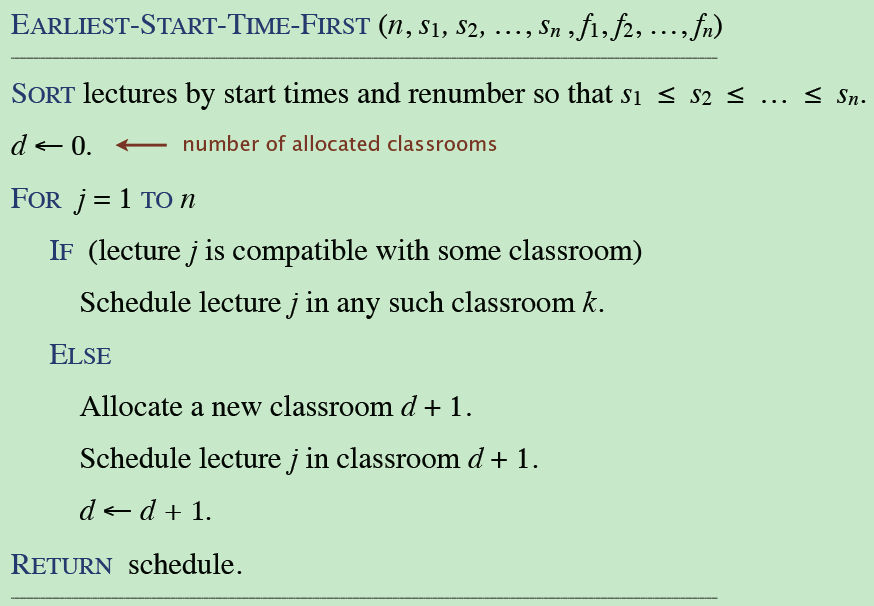 EARLIEST-START-TIME-FIRST (n, s1, s2, …, sn , f1, f2, …, fn)
SORT lectures by start times and renumber so that s1 ≤ s2 ≤ … ≤ sn.
d ← 0. ← number of allocated classrooms
FOR j = 1 TO n
IF (lecture j is compatible with some classroom)
Schedule lecture j in any such classroom k.
ELSE
Allocate a new classroom d + 1.
Schedule lecture j in classroom d + 1.
d ← d + 1.
RETURN schedule.